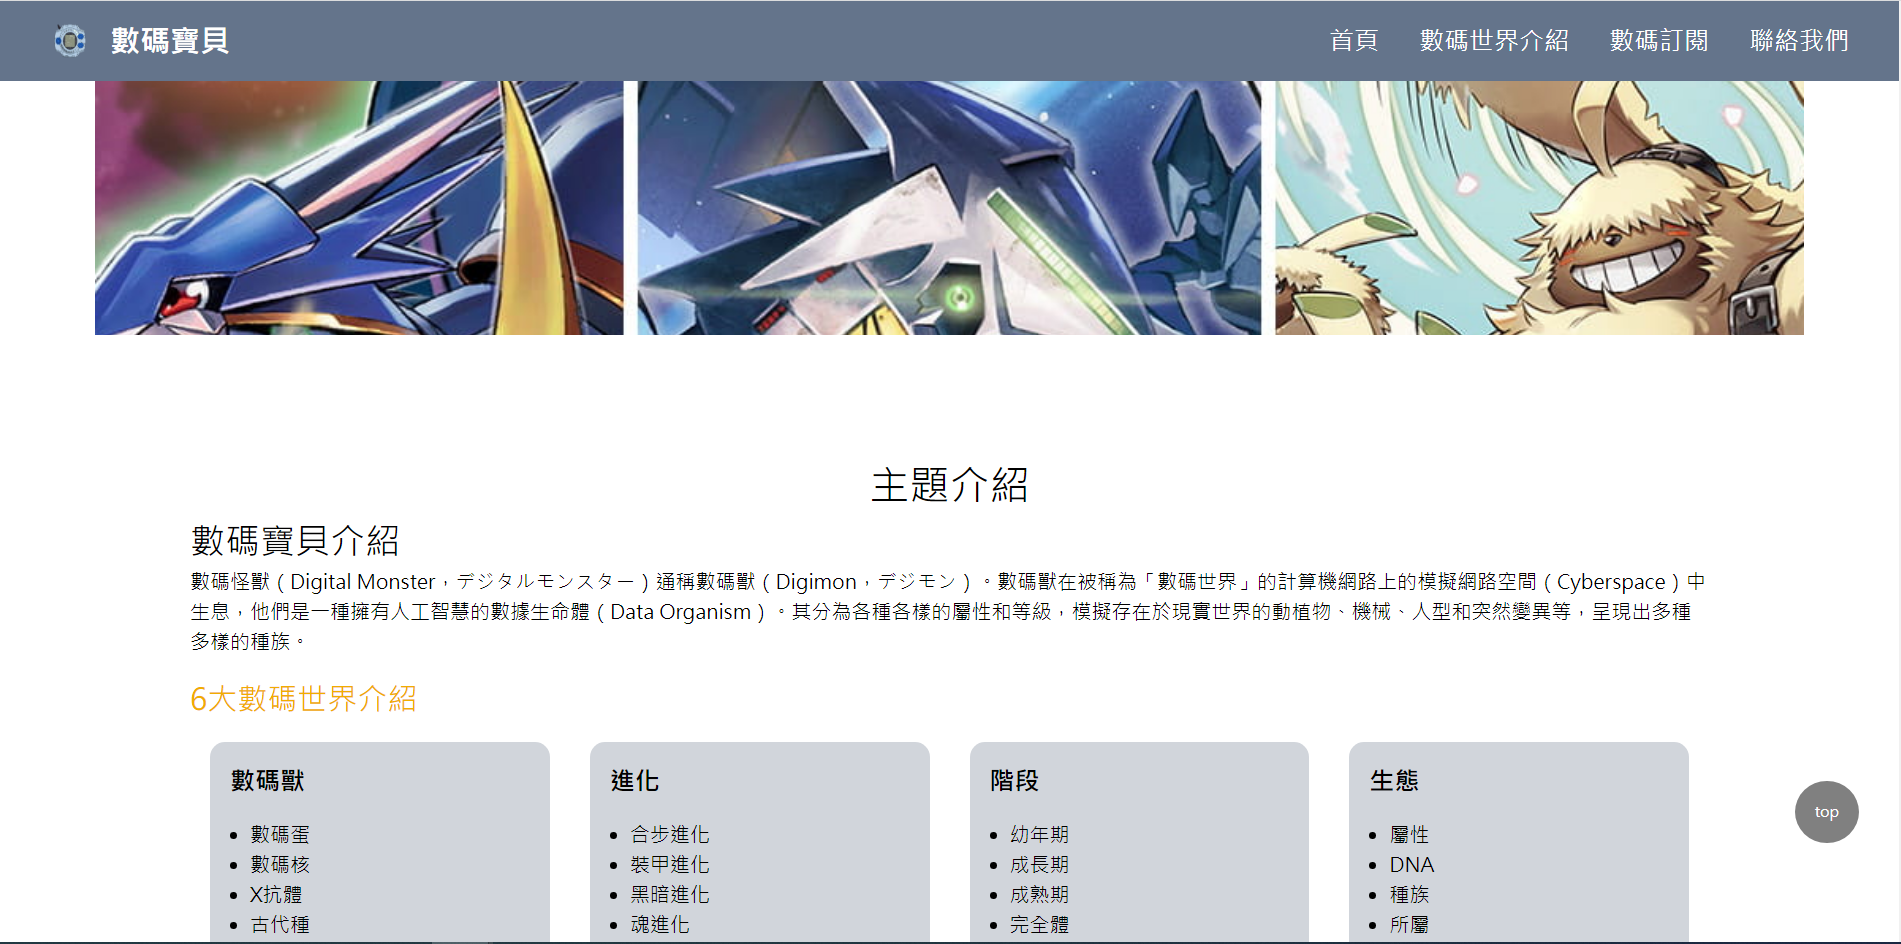 數碼寶貝
首頁 數碼世界介紹 數碼訂閱 聯絡我們
主題介紹
數碼寶貝介紹
數碼怪獸（Digital Monster，デジタルモンスター）通稱數碼獸（Digimon，デジモン）。數碼獸在被稱為「數碼世界」的計算機網路上的模擬網路空間（Cyberspace）中
生息，他們是一種擁有人工智慧的數據生命體（Data Organism）。其分為各種各樣的屬性和等級，模擬存在於現實世界的動植物、機械、人型和突然變異等，呈現出多種
多樣的種族。
6大數碼世界介紹
數碼獸
數碼蛋
數碼核
X抗體
古代種
進化
合步進化
裝甲進化
黑暗進化
魂進化
階段
幼年期
成長期
成熟期
完全體
生態
屬性
DNA
種族
所屬
top